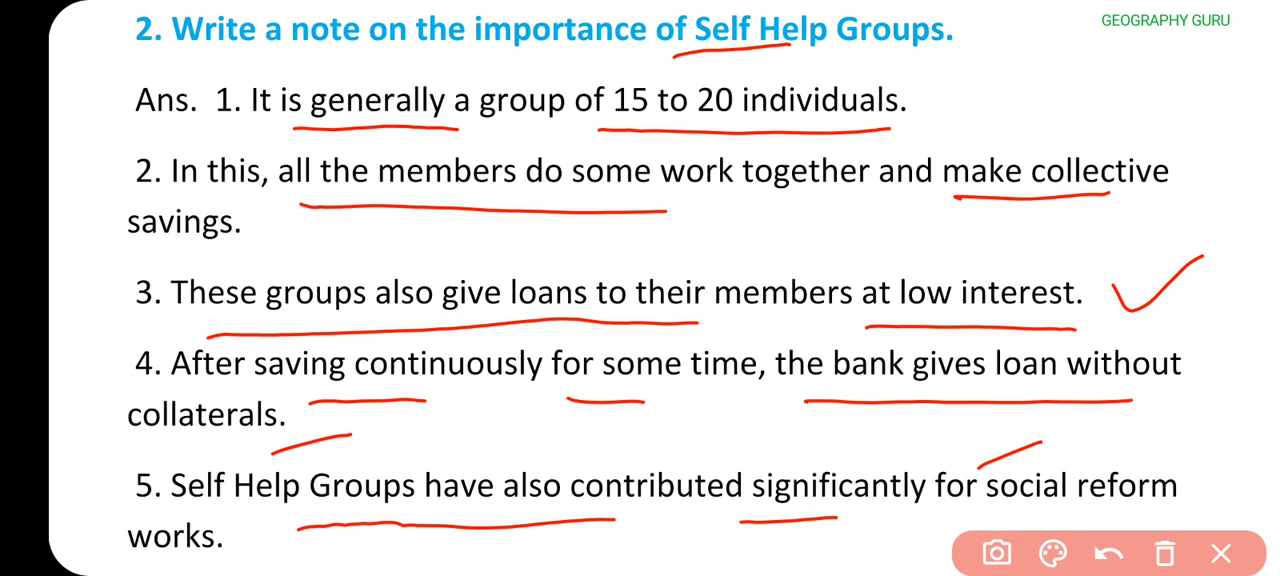 GEOGRAPHY GURU
2. Write a note on the importance of Self Help Groups.
Ans. 1. It is generally a group of 15 to 20 individuals.
2. In this, all the members do some work together and make collective
savings.
3. These groups also give loans to their members at low interest.
4. After saving continuously for some time, the bank gives loan without
collaterals.
5. Self Help Groups have also contributed significantly for social reform
works.